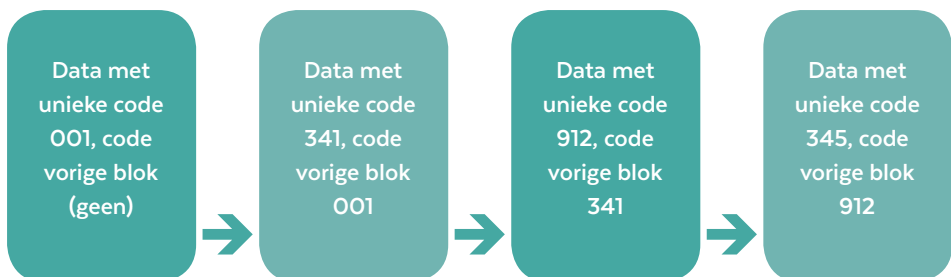 Data met
unieke code
001, code
vorige blok
(geen)
Data met
unieke code
341, code
vorige blok
001
Data met
unieke code
912, code
vorige blok
341
Data met
unieke code
345, code
vorige blok
912